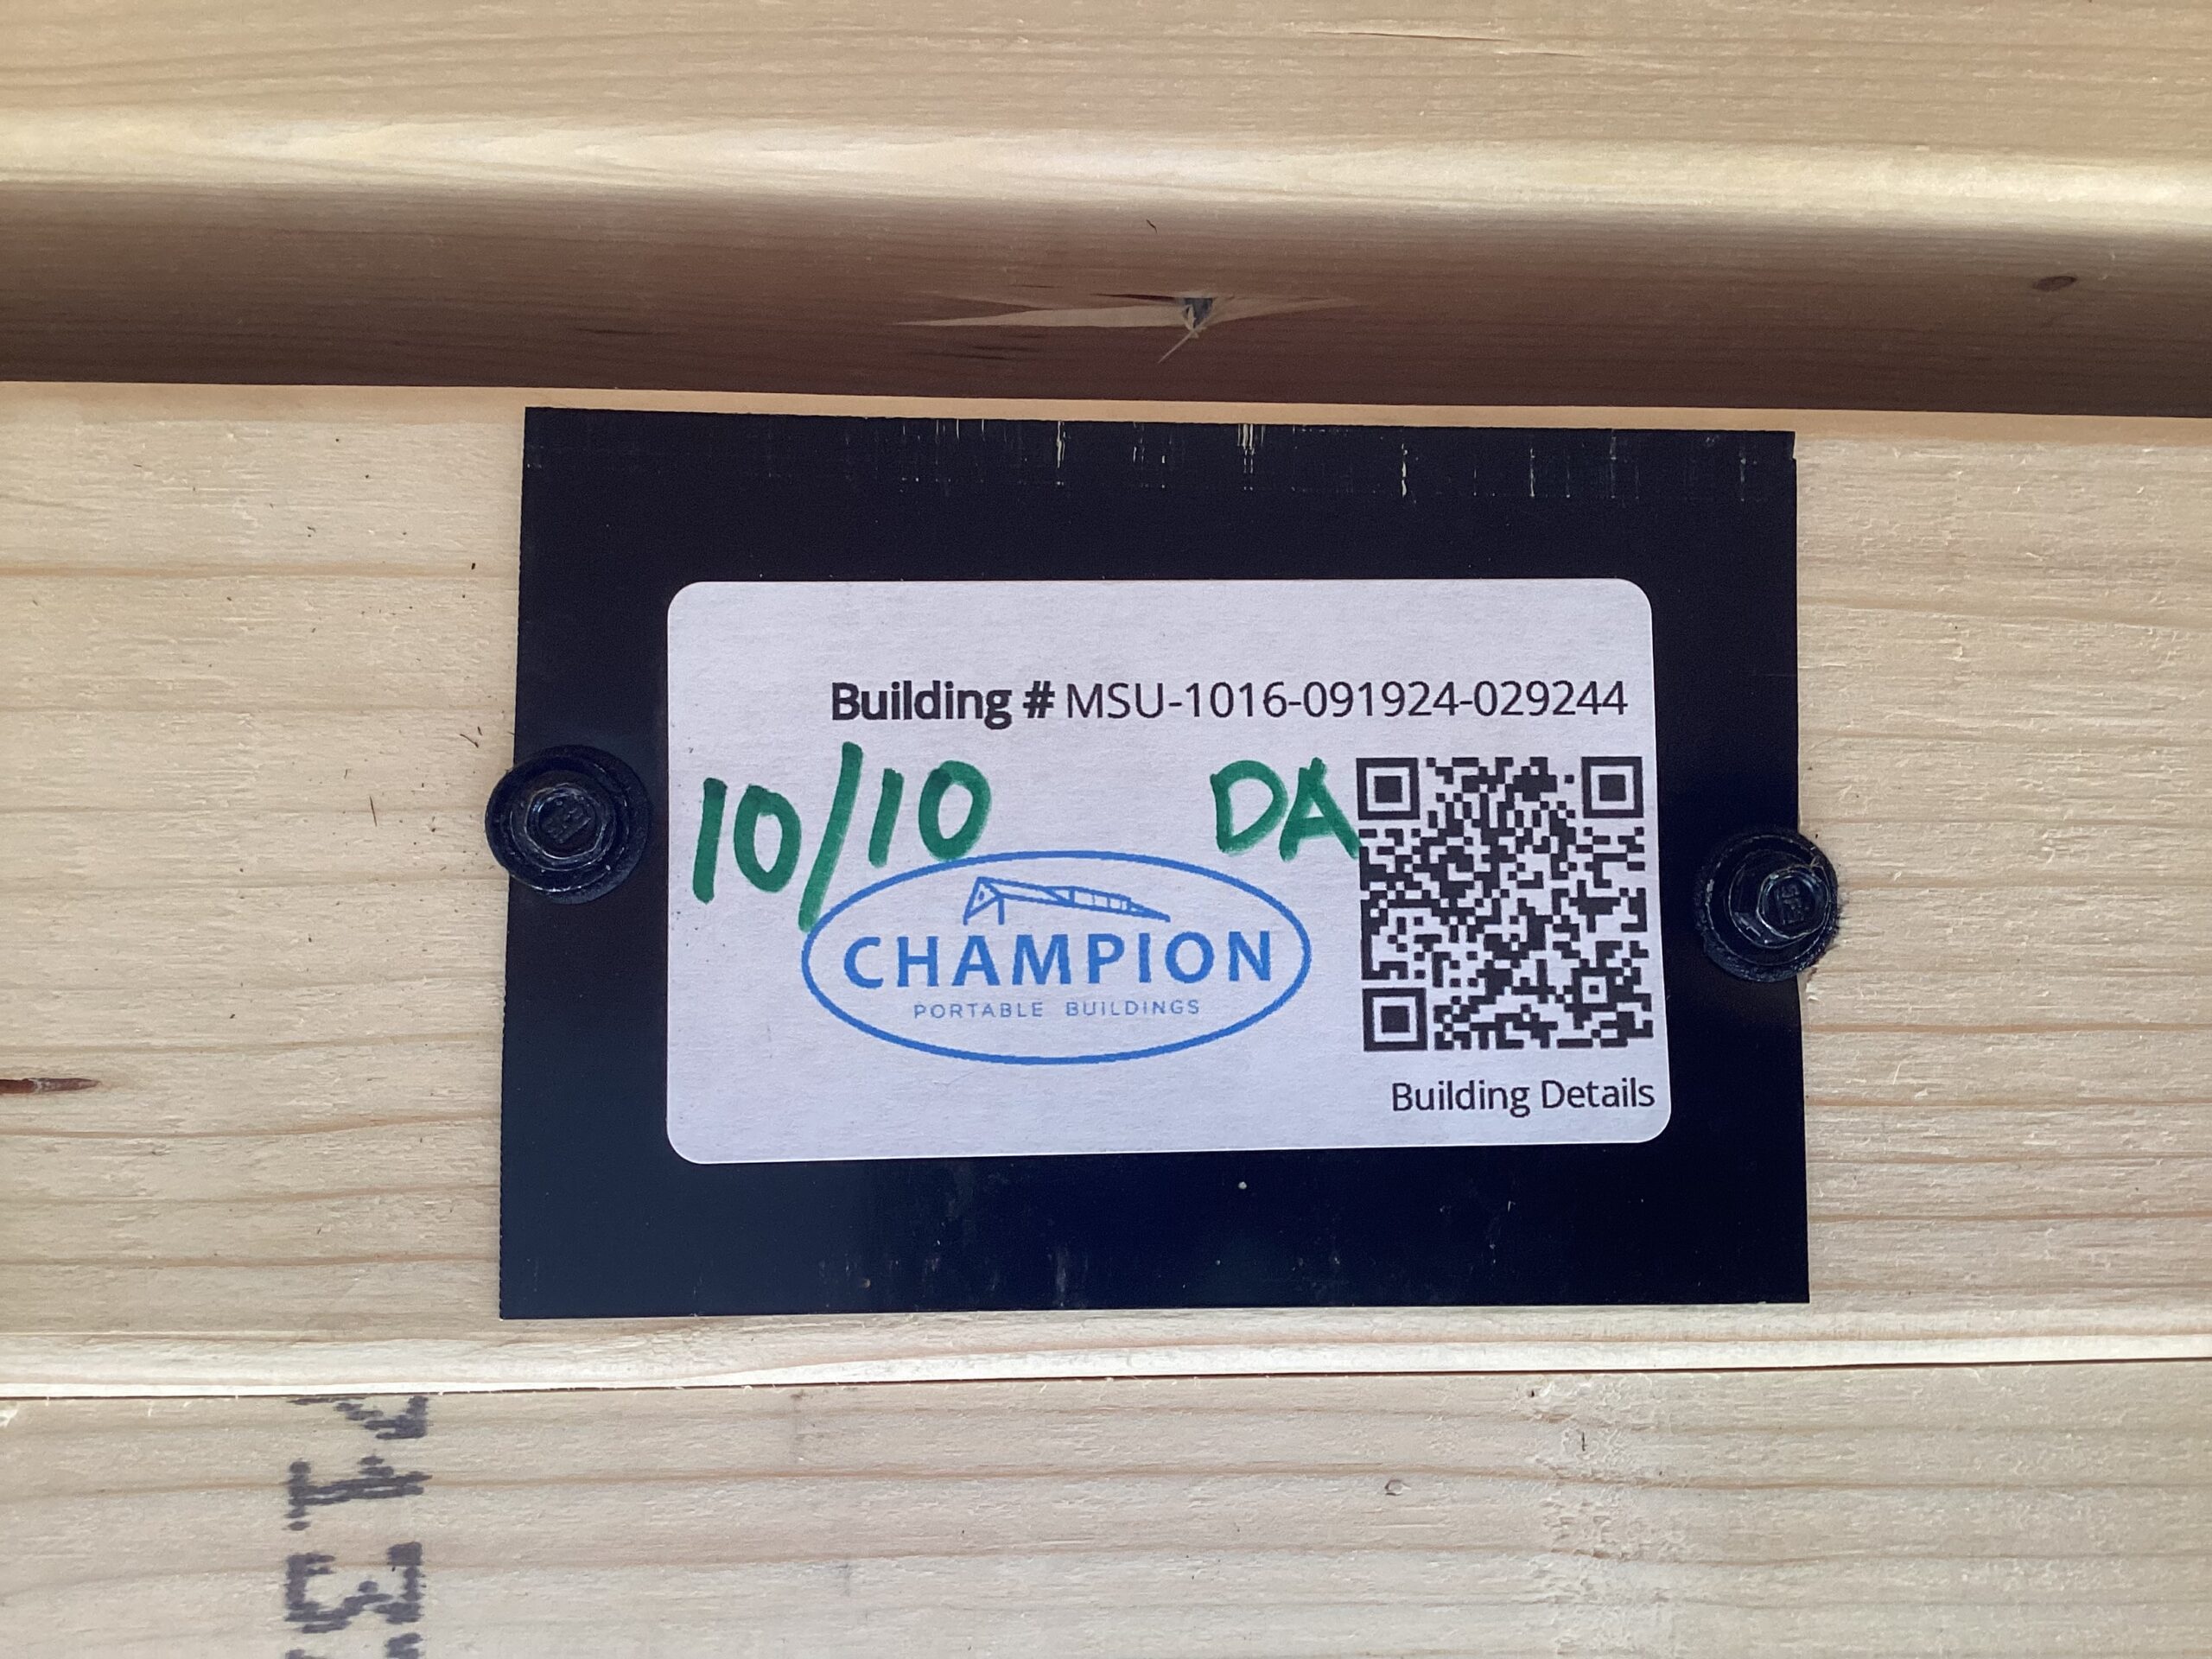 Building # MSU-1016-091924-029244
10/10 DA
CHAMPION
PORTABLE BUILDINGS
Building Details